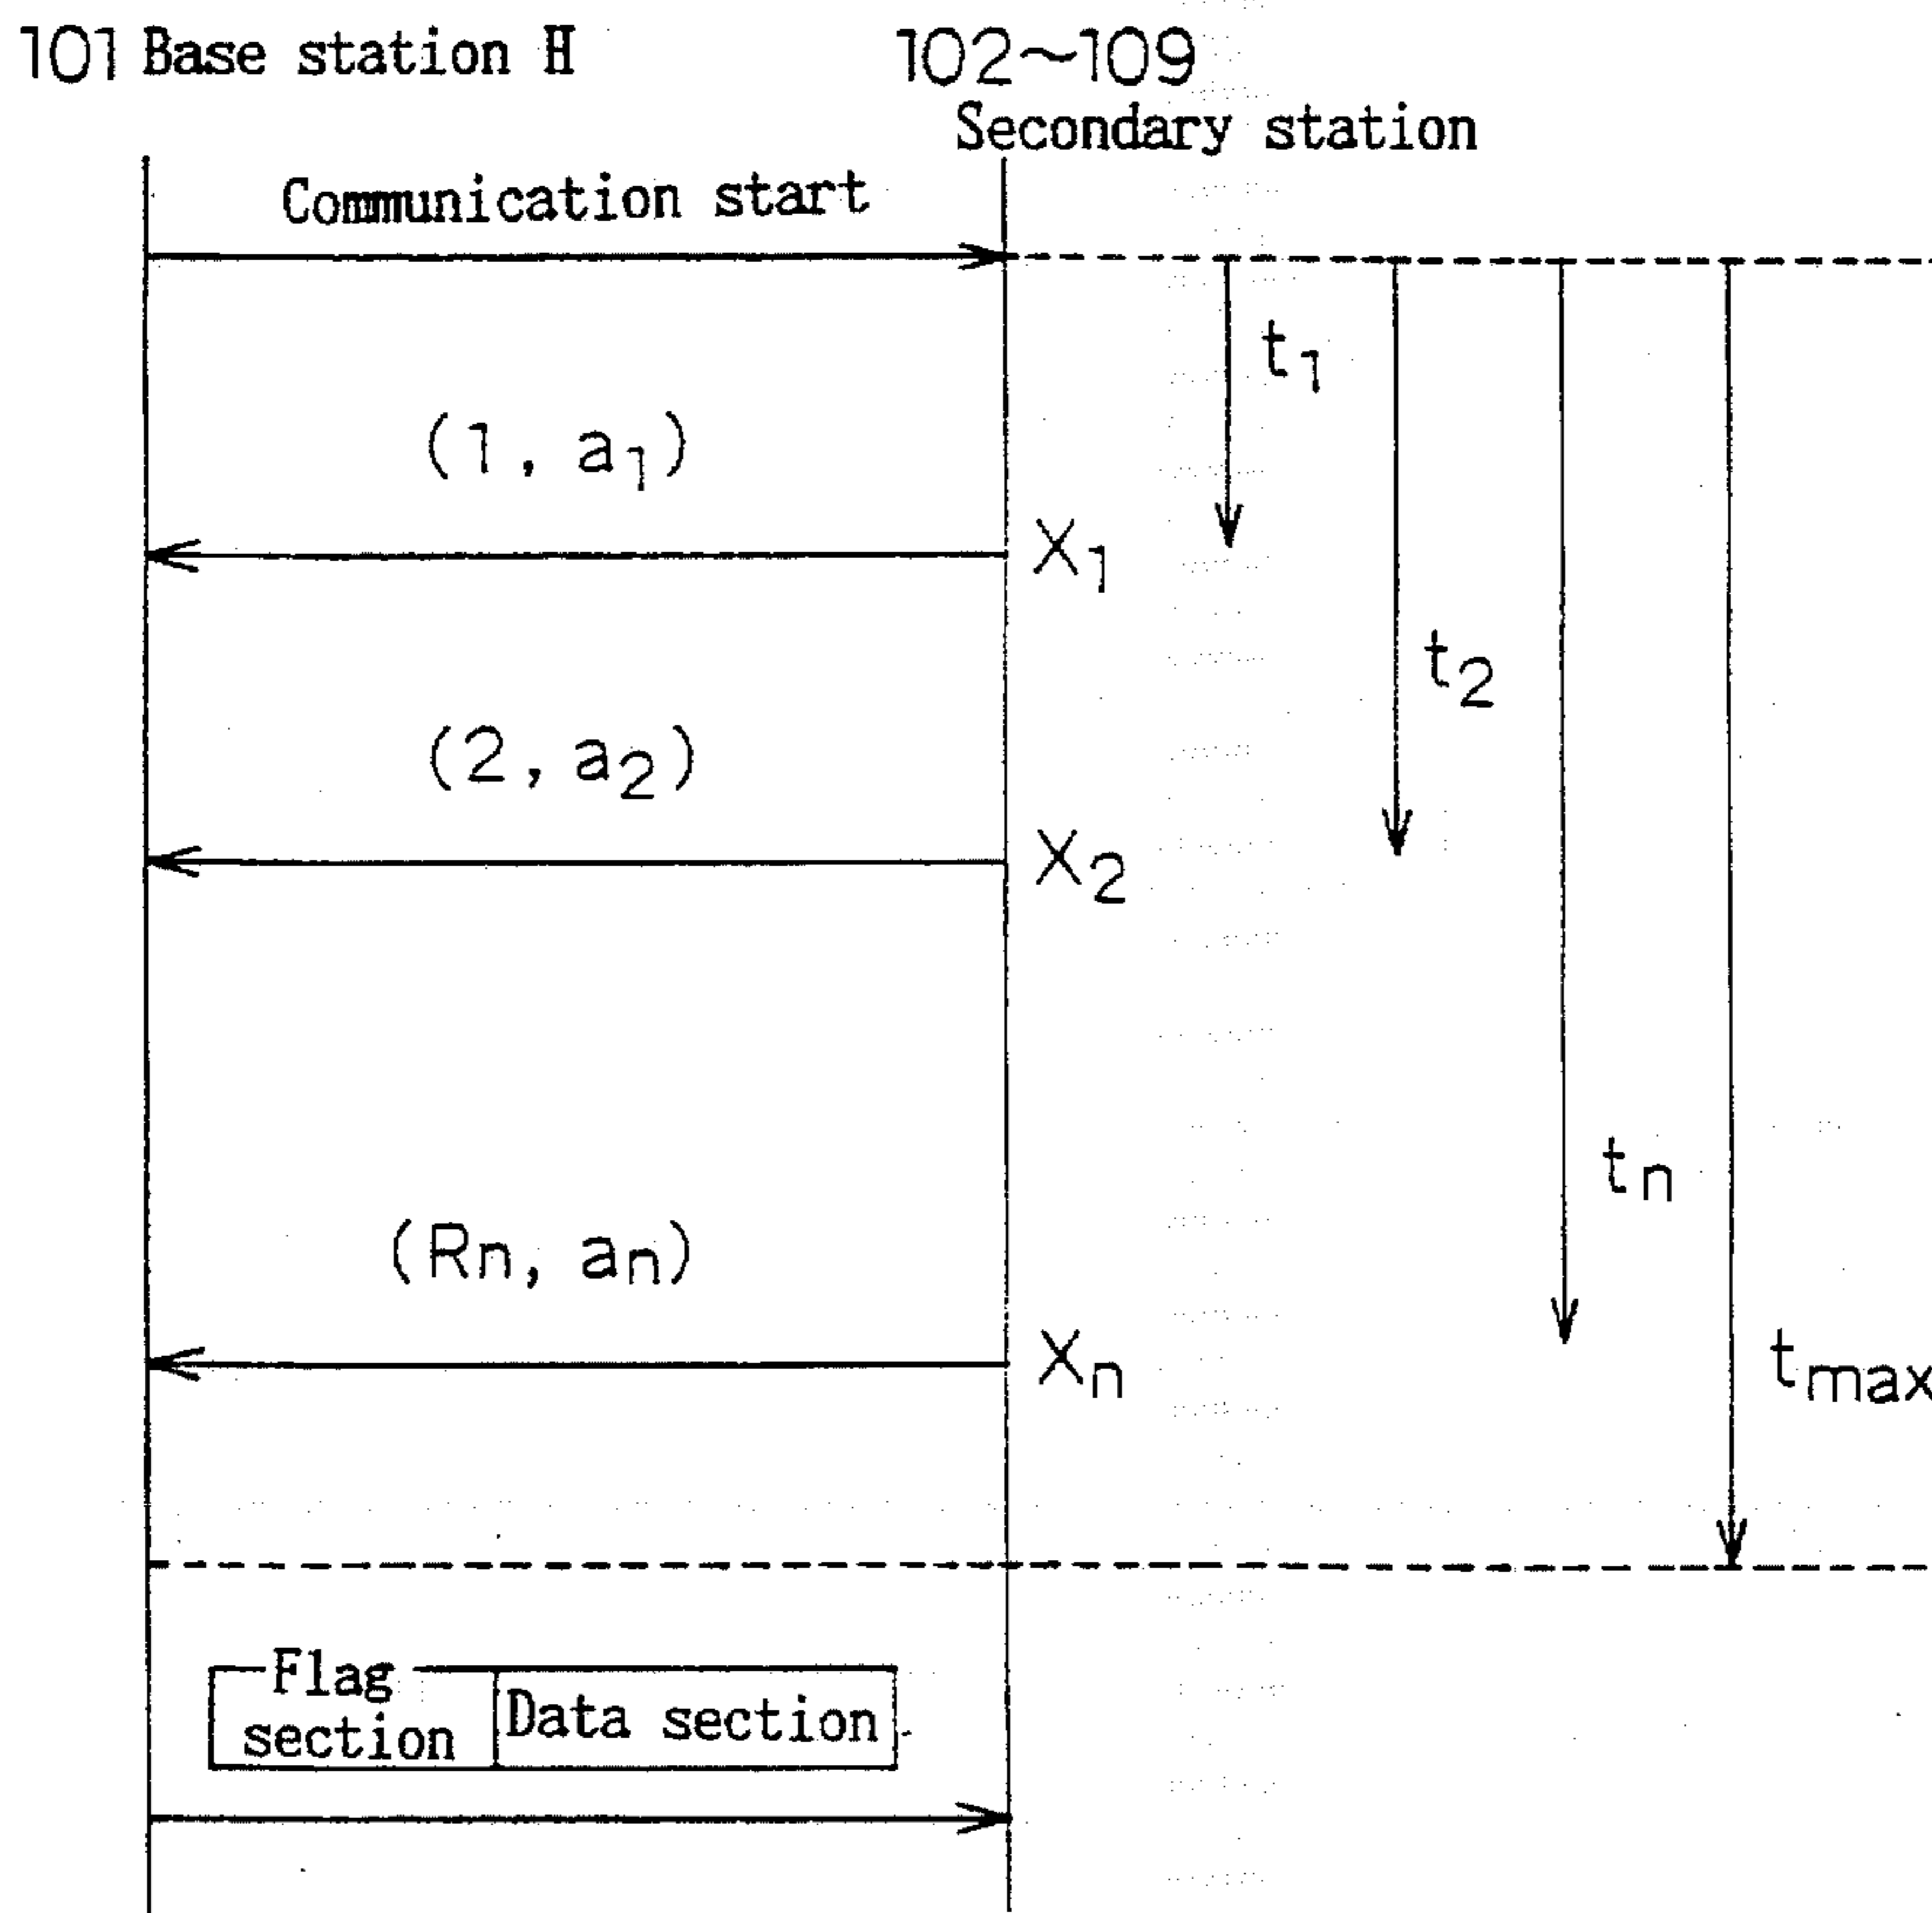 101 Base station H
102~109
Secondary station
Communication start
t1
(1, a1)
X1
t2
(2, a2)
X2
tn
(Rn, an)
Xn
tmax
Flag section
Data section